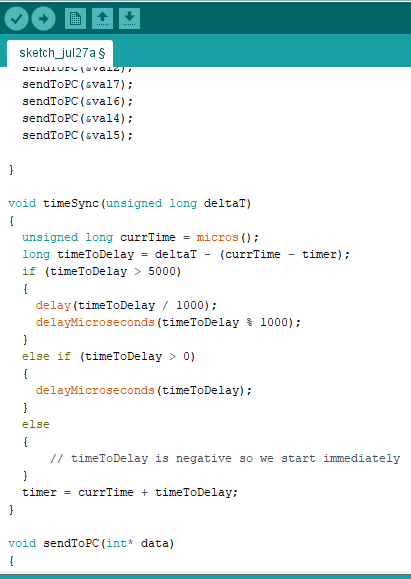 sketch_jul27a §
sendToPC(&val2);
sendToPC(&val7);
sendToPC(&val6);
sendToPC(&val4);
sendToPC(&val5);
}
void timeSync(unsigned long deltaT)
{
unsigned long currTime = micros();
long timeToDelay = deltaT - (currTime - timer);
if (timeToDelay > 5000)
{
delay(timeToDelay / 1000);
delayMicroseconds(timeToDelay % 1000);
}
else if (timeToDelay > 0)
{
delayMicroseconds(timeToDelay);
}
else
{
// timeToDelay is negative so we start immediately
}
timer = currTime + timeToDelay;
}
void sendToPC(int* data)
{